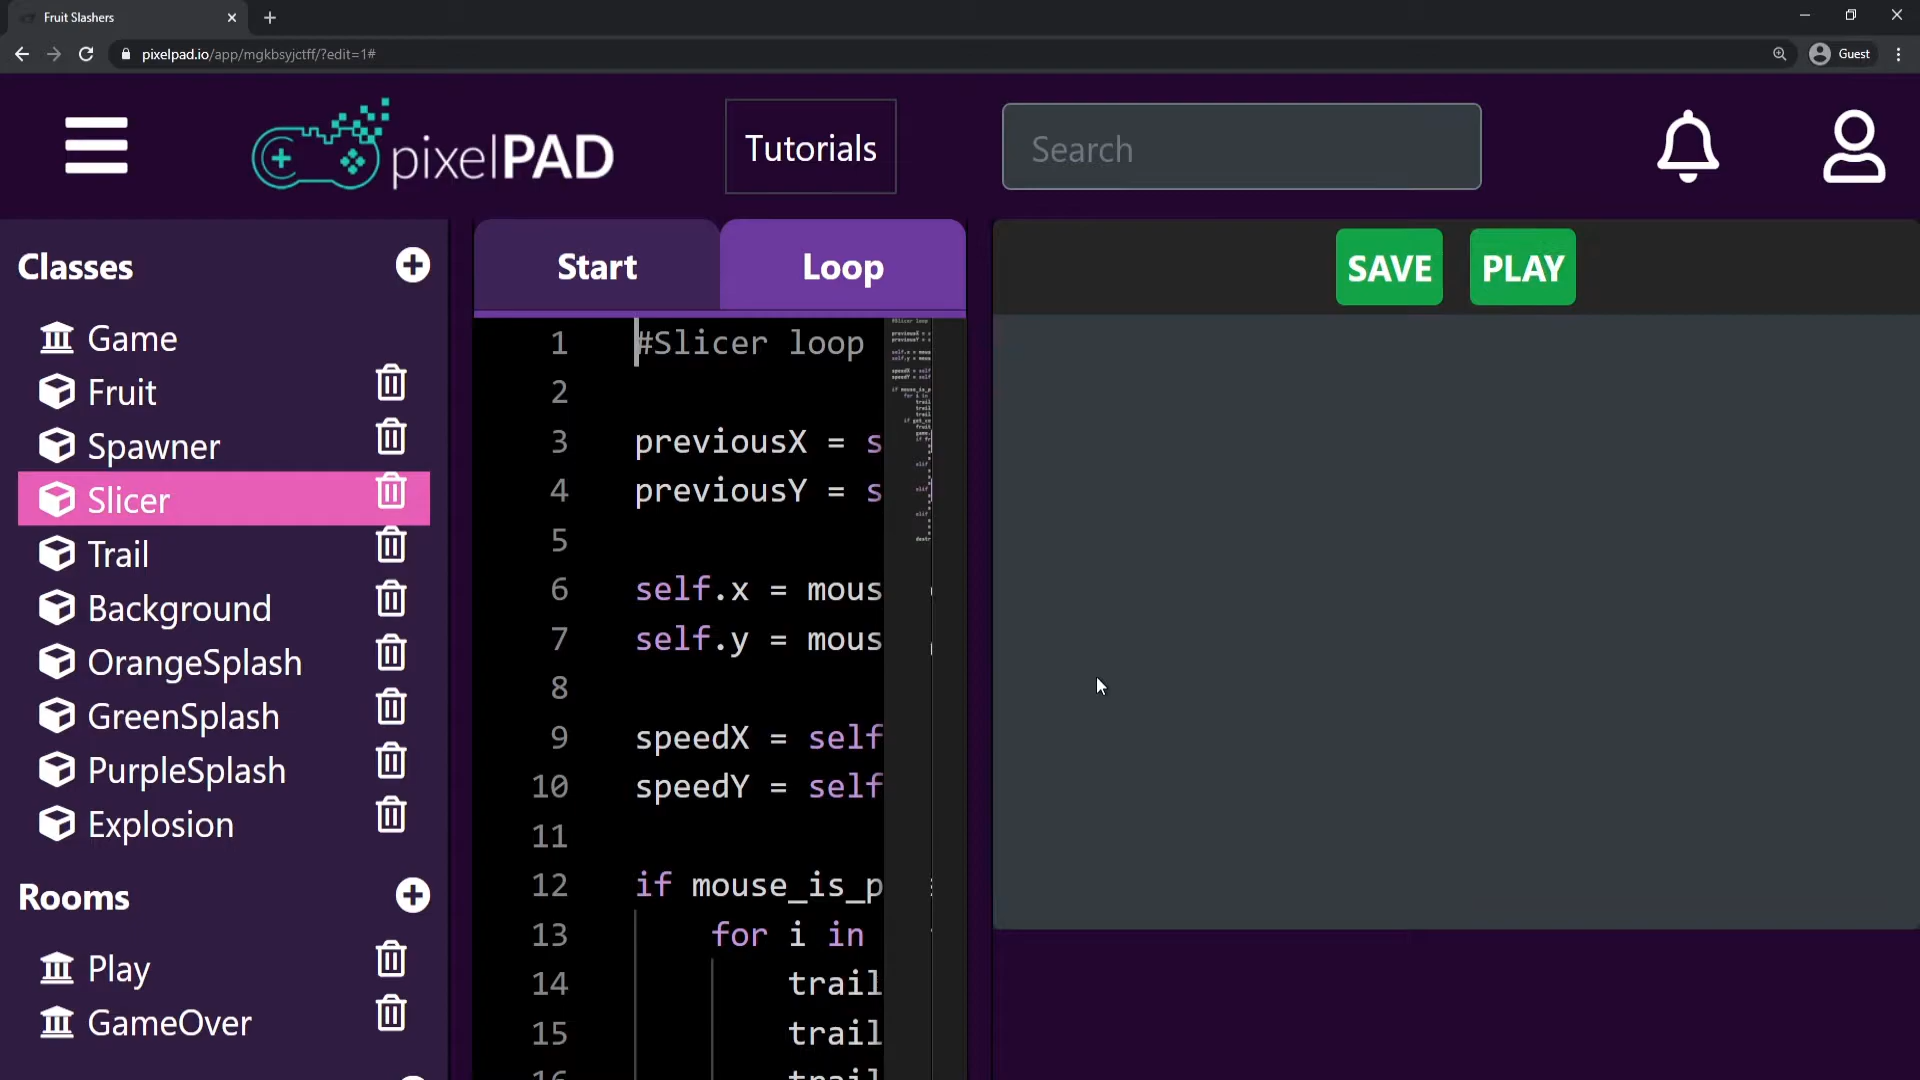 Fruit Slashers
pixelpad.io/app/mgkbsyjctff/?edit=1#
Guest
pixelPAD
Tutorials
Search
Classes
Game
Fruit
Spawner
Slicer
Trail
Background
OrangeSplash
GreenSplash
PurpleSplash
Explosion
Rooms
Play
GameOver
Start
Loop
1 #Slicer loop
2
3 previousX = s
4 previousY = s
5
6 self.x = mous
7 self.y = mous
8
9 speedX = self
10 speedY = self
11
12 if mouse_is_p
13 for i in
14 trail
15 trail
16 trail
SAVE
PLAY